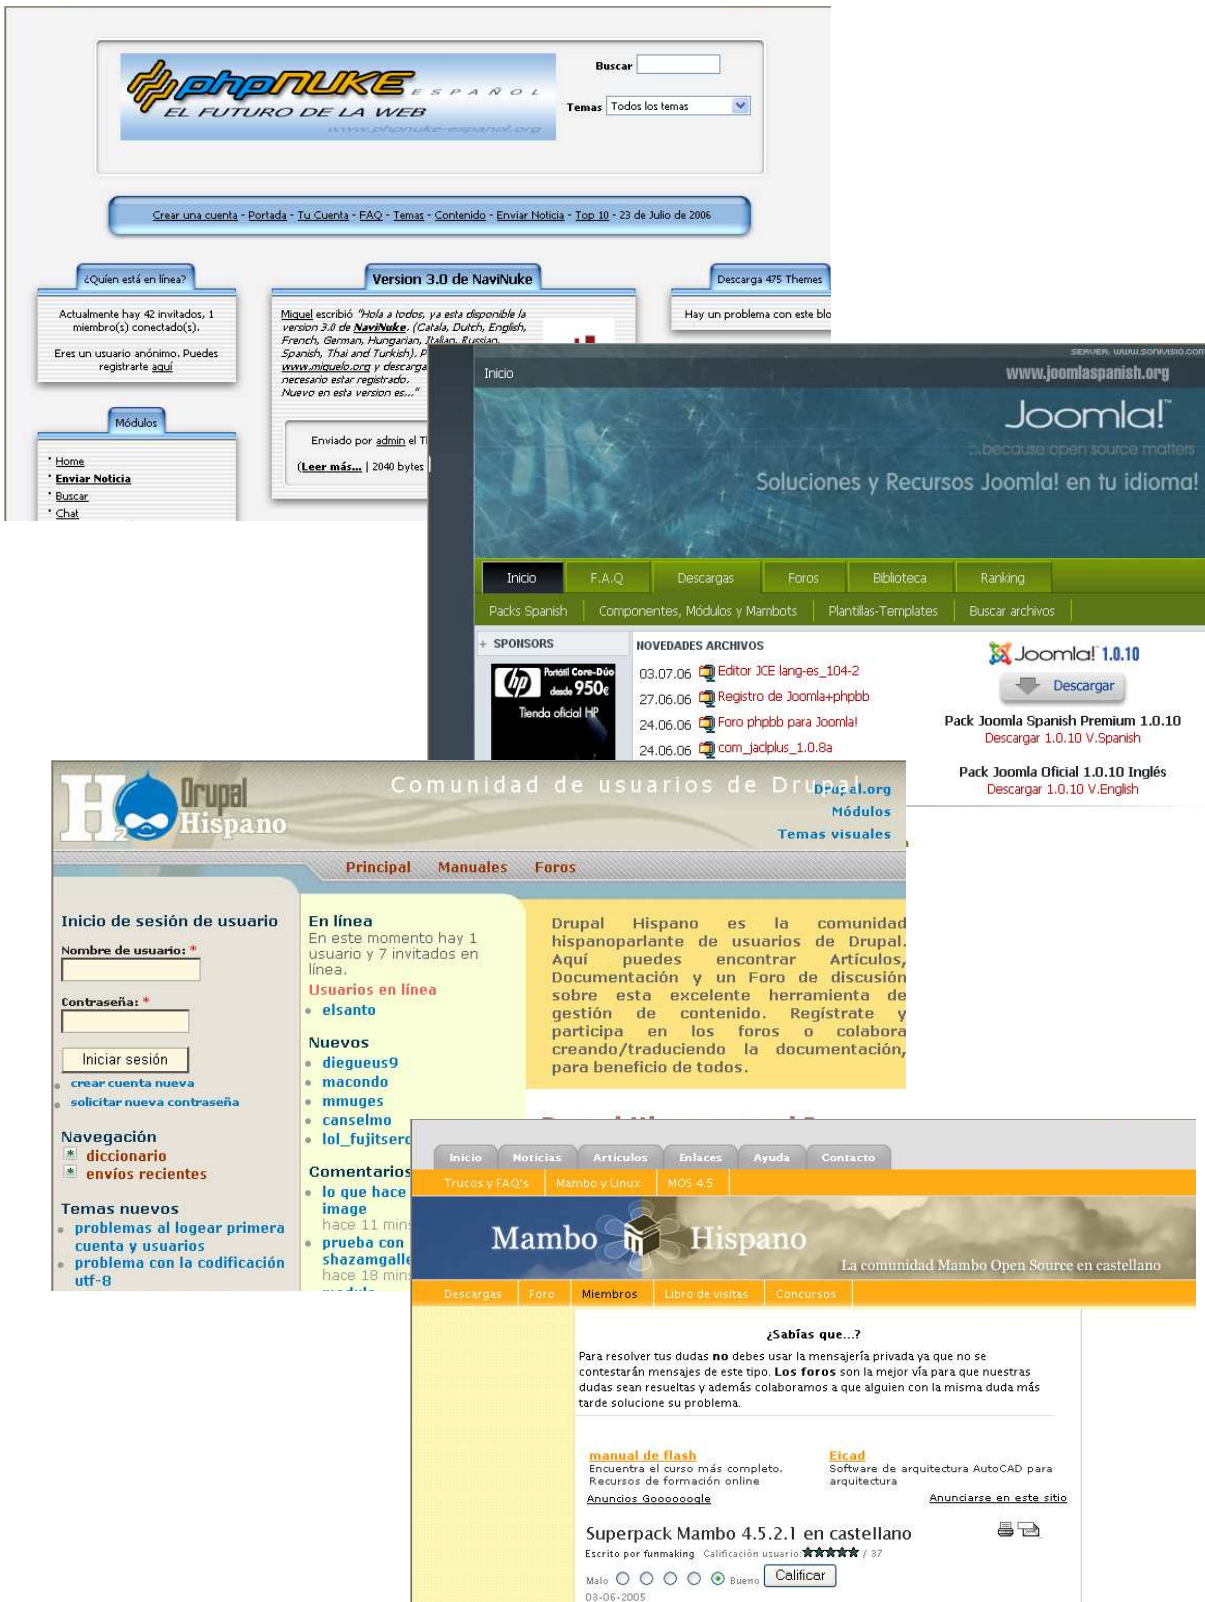 phpNUKE ESPAÑOL
EL FUTURO DE LA WEB
www.phpnuke-espanol.org
Buscar
Temas Todos los temas
Crear una cuenta - Portada - Tu Cuenta - FAQ - Temas - Contenido - Enviar Noticia - Top 10 - 23 de Julio de 2006
¿Quíen está en línea?
Actualmente hay 42 invitados, 1
miembro(s) conectado(s).
Eres un usuario anónimo. Puedes
registrarte aquí
Módulos
· Home
· Enviar Noticia
· Buscar
· Chat
Version 3.0 de NaviNuke
Miguel escribió "Hola a todos, ya esta disponible la
version 3.0 de NaviNuke. (Catala, Dutch, English,
French, German, Hungarian, Italian, Russian,
Spanish, Thai and Turkish). P
www.miguelo.org y descarga
necesario estar registrado.
Nuevo en esta version es..."
Enviado por admin el T
(Leer más... | 2040 bytes
Descarga 475 Themes
Hay un problema con este blo
SERVER: WWW.SONIVISIO.COM
Inicio
www.joomlaspanish.org
Joomla!™
...because open source matters
Soluciones y Recursos Joomla! en tu idioma!
Inicio F.A.Q Descargas Foros Biblioteca Ranking
Packs Spanish Componentes, Módulos y Mambots Plantillas-Templates Buscar archivos
+ SPONSORS
hp Portátil Core-Dúo
desde 950€
Tienda oficial HP
NOVEDADES ARCHIVOS
03.07.06 Editor JCE lang-es_104-2
27.06.06 Registro de Joomla+phpbb
24.06.06 Foro phpbb para Joomla!
24.06.06 com_jaclplus_1.0.8a
Joomla! 1.0.10
Descargar
Pack Joomla Spanish Premium 1.0.10
Descargar 1.0.10 V.Spanish
Pack Joomla Oficial 1.0.10 Inglés
Descargar 1.0.10 V.English
H2 Drupal
Hispano
Comunidad de usuarios de Drupal
Drupal.org
Módulos
Temas visuales
Principal Manuales Foros
Inicio de sesión de usuario
Nombre de usuario: *
Contraseña: *
Iniciar sesión
crear cuenta nueva
solicitar nueva contraseña
Navegación
diccionario
envíos recientes
Temas nuevos
problemas al logear primera
cuenta y usuarios
problema con la codificación
utf-8
En línea
En este momento hay 1
usuario y 7 invitados en
línea.
Usuarios en línea
elsanto
Nuevos
diegueus9
macondo
mmuges
canselmo
lol_fujitserc
Comentarios
lo que hace
image
hace 11 mins
prueba con
shazamgalle
hace 18 mins
Drupal Hispano es la comunidad
hispanoparlante de usuarios de Drupal.
Aquí puedes encontrar Artículos,
Documentación y un Foro de discusión
sobre esta excelente herramienta de
gestión de contenido. Regístrate y
participa en los foros o colabora
creando/traduciendo la documentación,
para beneficio de todos.
Inicio Noticias Articulos Enlaces Ayuda Contacto
Trucos y FAQ's Mambo y Linux MOS 4.5
Mambo Hispano
La comunidad Mambo Open Source en castellano
Descargas Foro Miembros Libro de visitas Concursos
¿Sabías que...?
Para resolver tus dudas no debes usar la mensajería privada ya que no se
contestarán mensajes de este tipo. Los foros son la mejor vía para que nuestras
dudas sean resueltas y además colaboramos a que alguien con la misma duda más
tarde solucione su problema.
manual de flash
Encuentra el curso más completo.
Recursos de formación online
Anuncios Goooooogle
Eicad
Software de arquitectura AutoCAD para
arquitectura
Anunciarse en este sitio
Superpack Mambo 4.5.2.1 en castellano
Escrito por funmaking Calificación usuario: / 37
Malo Bueno Calificar
08-06-2005